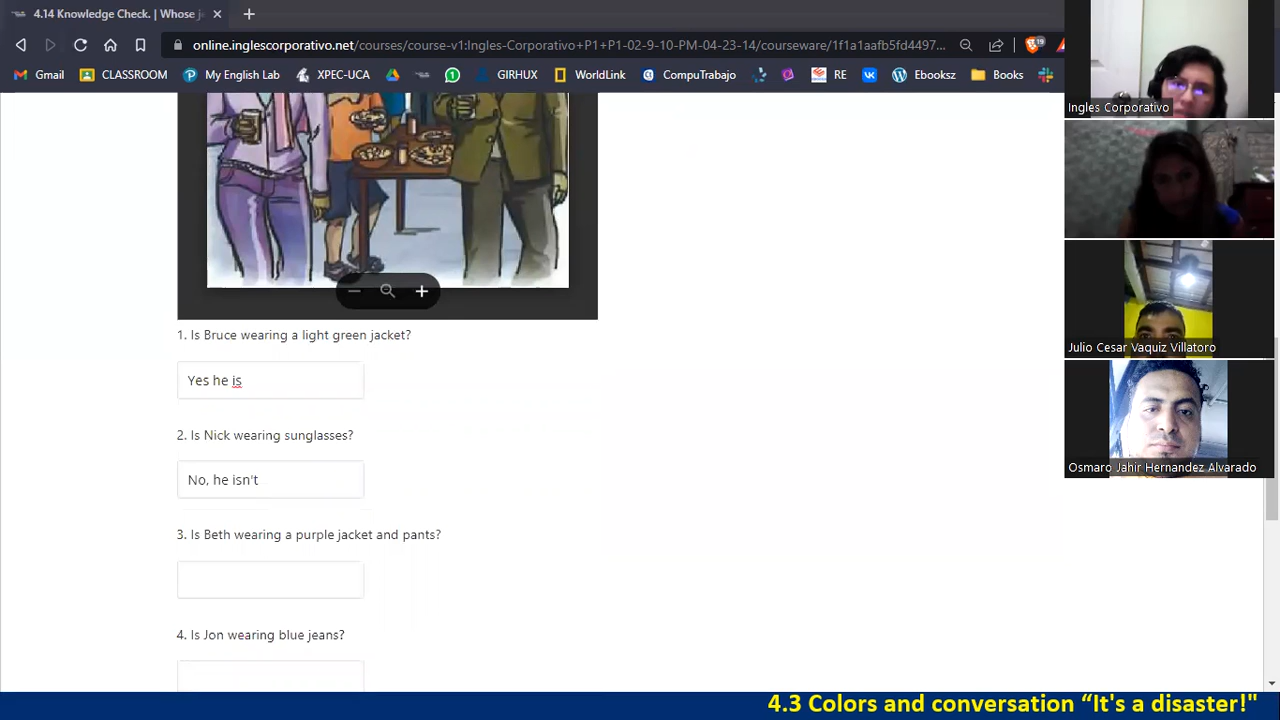 4.14 Knowledge Check. | Whose j
online.inglescorporativo.net/courses/course-v1:Ingles-Corporativo+P1+P1-02-9-10-PM-04-23-14/courseware/1f1a1aafb5fd4497...
19
Gmail
CLASSROOM
My English Lab
XPEC-UCA
GIRHUX
WorldLink
CompuTrabajo
RE
Ebooksz
Books
Ingles Corporativo
Julio Cesar Vaquiz Villatoro
Osmaro Jahir Hernandez Alvarado
1. Is Bruce wearing a light green jacket?
Yes he is
2. Is Nick wearing sunglasses?
No, he isn't
3. Is Beth wearing a purple jacket and pants?
4. Is Jon wearing blue jeans?
4.3 Colors and conversation “It's a disaster!"